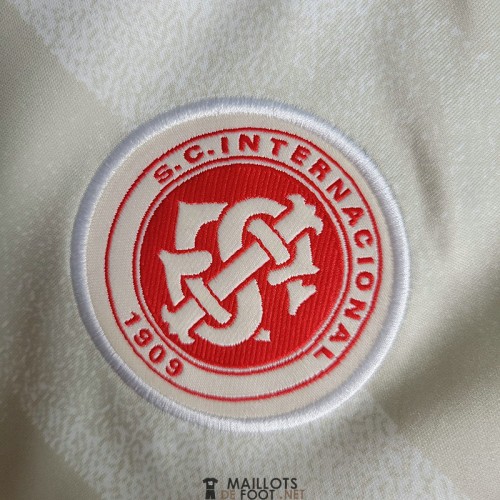 S.C.INTERNACIONAL
1909
MAILLOTS
DE FOOT.NET